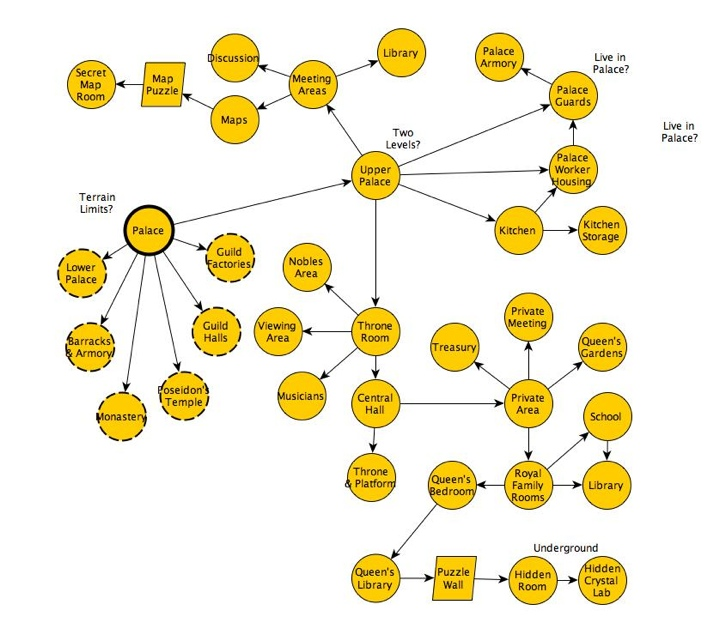 Discussion
Library
Palace
Armory
Live in
Palace?
Secret
Map
Room
Map
Puzzle
Meeting
Areas
Palace
Guards
Maps
Two
Levels?
Live in
Palace?
Upper
Palace
Palace
Worker
Housing
Terrain
Limits?
Palace
Kitchen
Kitchen
Storage
Guild
Factories
Lower
Palace
Nobles
Area
Guild
Halls
Viewing
Area
Throne
Room
Private
Meeting
Barracks
& Armory
Treasury
Queen's
Gardens
Poseidon's
Temple
Monastery
Musicians
Central
Hall
Private
Area
School
Throne
& Platform
Queen's
Bedroom
Royal
Family
Rooms
Library
Underground
Queen's
Library
Puzzle
Wall
Hidden
Room
Hidden
Crystal
Lab